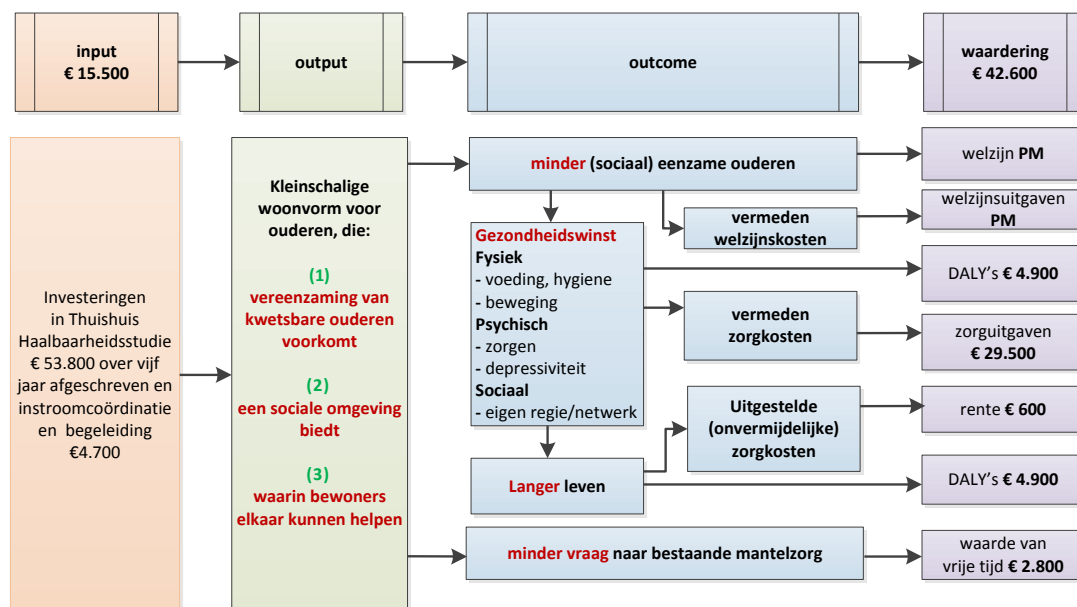 input
€ 15.500
output
outcome
waardering
€ 42.600
Investeringen
in Thuishuis
Haalbaarheidsstudie
€ 53.800 over vijf
jaar afgeschreven en
instroomcoördinatie
en begeleiding
€4.700
Kleinschalige
woonvorm voor
ouderen, die:
(1)
vereenzaming van
kwetsbare ouderen
voorkomt
(2)
een sociale omgeving
biedt
(3)
waarin bewoners
elkaar kunnen helpen
minder (sociaal) eenzame ouderen
vermeden
welzijnskosten
Gezondheidswinst
Fysiek
- voeding, hygiene
- beweging
Psychisch
- zorgen
- depressiviteit
Sociaal
- eigen regie/netwerk
vermeden
zorgkosten
Uitgestelde
(onvermijdelijke)
zorgkosten
Langer leven
minder vraag naar bestaande mantelzorg
welzijn PM
welzijnsuitgaven
PM
DALY's € 4.900
zorguitgaven
€ 29.500
rente € 600
DALY's € 4.900
waarde van
vrije tijd € 2.800